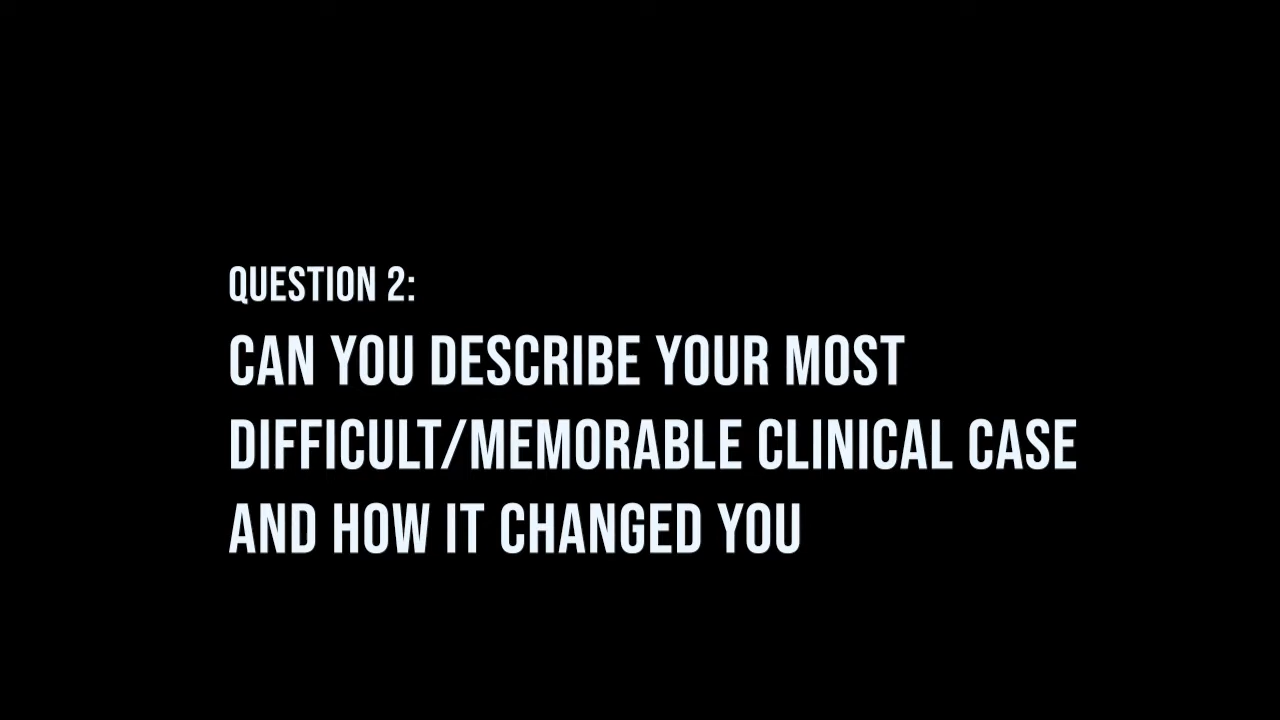 QUESTION 2:
CAN YOU DESCRIBE YOUR MOST
DIFFICULT/MEMORABLE CLINICAL CASE
AND HOW IT CHANGED YOU